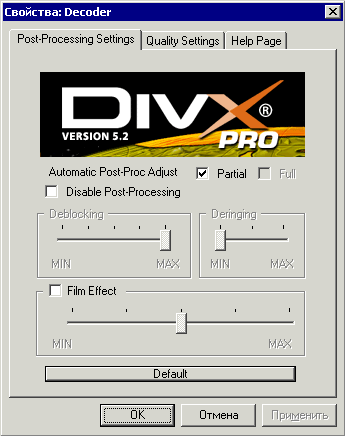 Свойства: Decoder
Post-Processing Settings Quality Settings Help Page
DIVX®
VERSION 5.2 PRO
Automatic Post-Proc Adjust Partial Full
Disable Post-Processing
Deblocking Deringing
MIN MAX MIN MAX
Film Effect
MIN MAX
Default
OK Отмена Применить